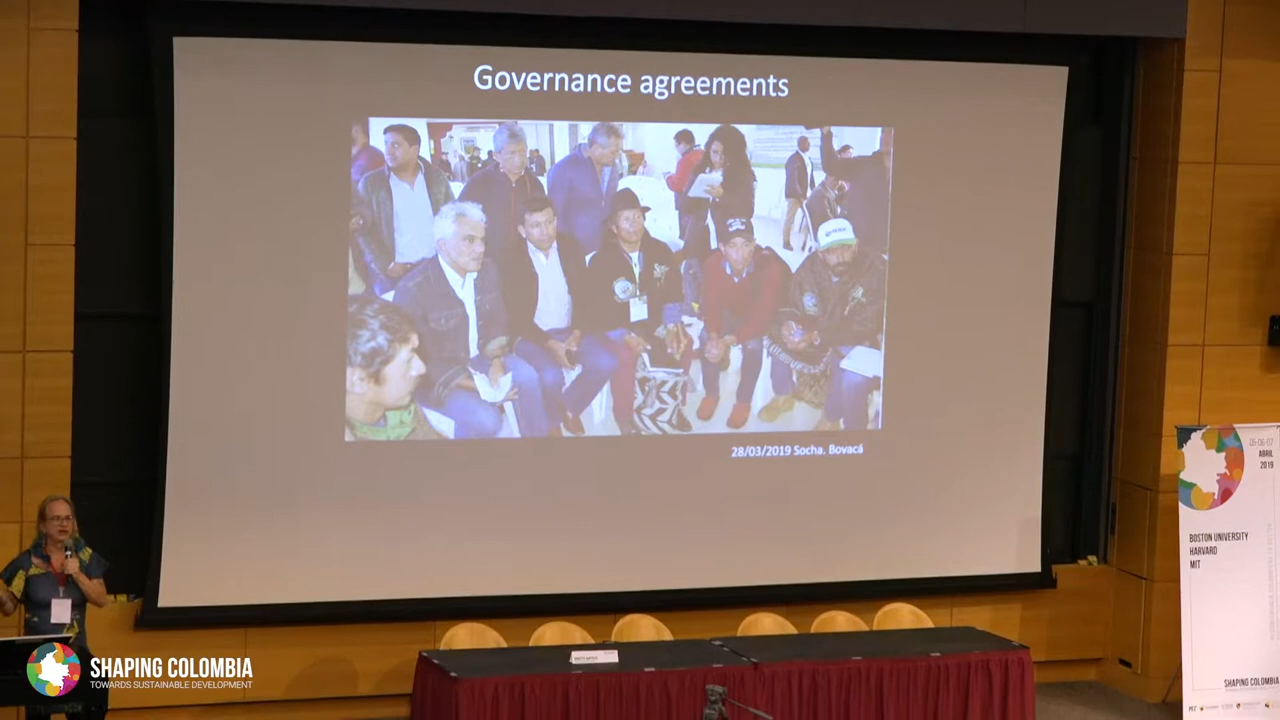 Governance agreements
28/03/2019 Socha, Boyacá
05-06-07
ABRIL
2019
BOSTON UNIVERSITY
HARVARD
MIT
SHAPING COLOMBIA
SHAPING COLOMBIA
TOWARDS SUSTAINABLE DEVELOPMENT